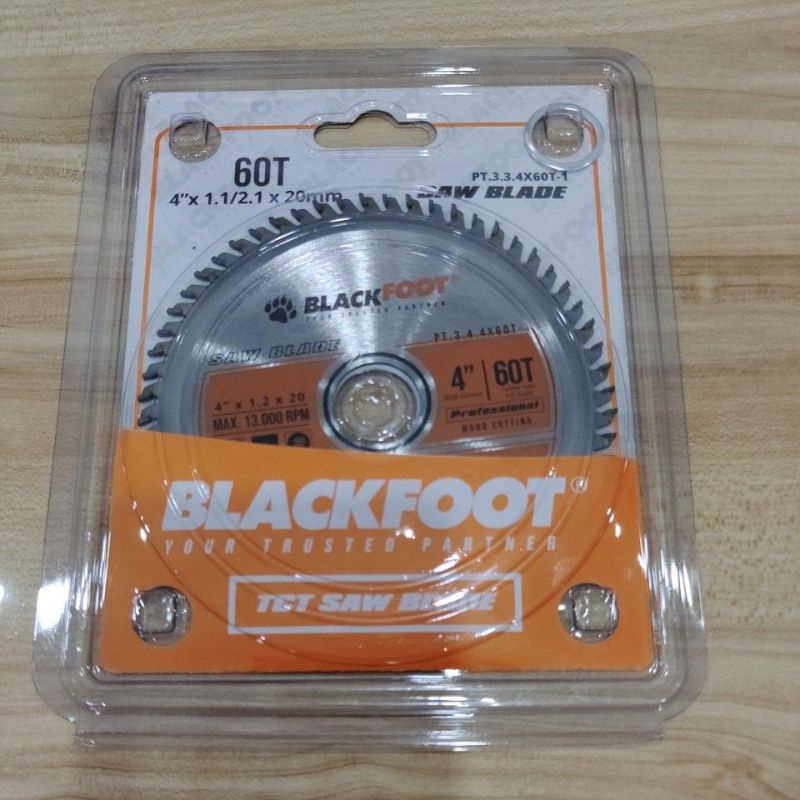 60T
4"x 1.1/2.1 x 20mm
PT.3.3.4X60T-1
SAW BLADE
BLACKFOOT®
YOUR TRUSTED PARTNER
SAW BLADE
PT.3.4.4X60T-
4" x 1.2 x 20
MAX. 13.000 RPM
4"
60T
Professional
WOOD CUTTING
BLACKFOOT®
YOUR TRUSTED PARTNER
TCT SAW BLADE